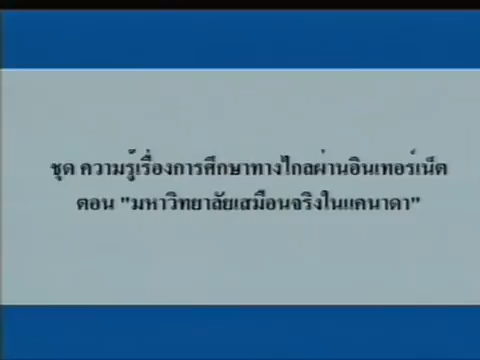 ชุด ความรู้เรื่องการศึกษาทางไกลผ่านอินเทอร์เน็ต
ตอน "มหาวิทยาลัยเสมือนจริงในแคนาดา"